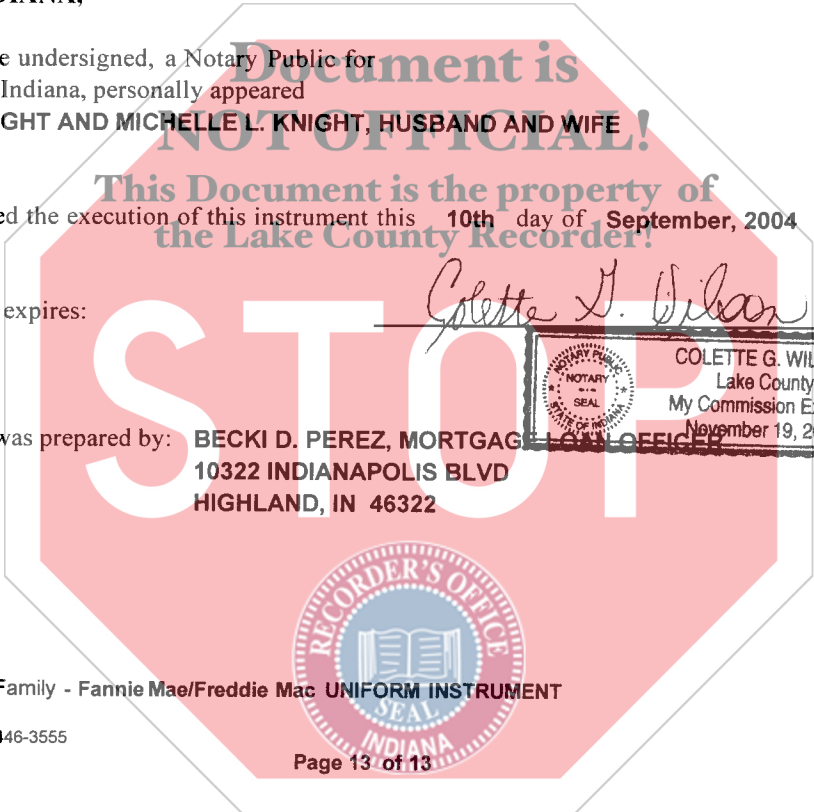 DIANA,
e undersigned, a Notary Public for
Indiana, personally appeared
GHT AND MICHELLE L. KNIGHT, HUSBAND AND WIFE
ed the execution of this instrument this 10th day of September, 2004
Document is
NOT OFFICIAL!
This Document is the property of
the Lake County Recorder!
STOP
expires:
Colette G. Wilson
NOTARY PUBLIC
NOTARY
SEAL
STATE OF INDIANA
COLETTE G. WIL
Lake County
My Commission E
November 19, 2
was prepared by: BECKI D. PEREZ, MORTGAGE LOAN OFFICER
10322 INDIANAPOLIS BLVD
HIGHLAND, IN 46322
RECORDER'S OFFICE
SEAL
INDIANA
Family - Fannie Mae/Freddie Mac UNIFORM INSTRUMENT
46-3555
Page 13 of 13